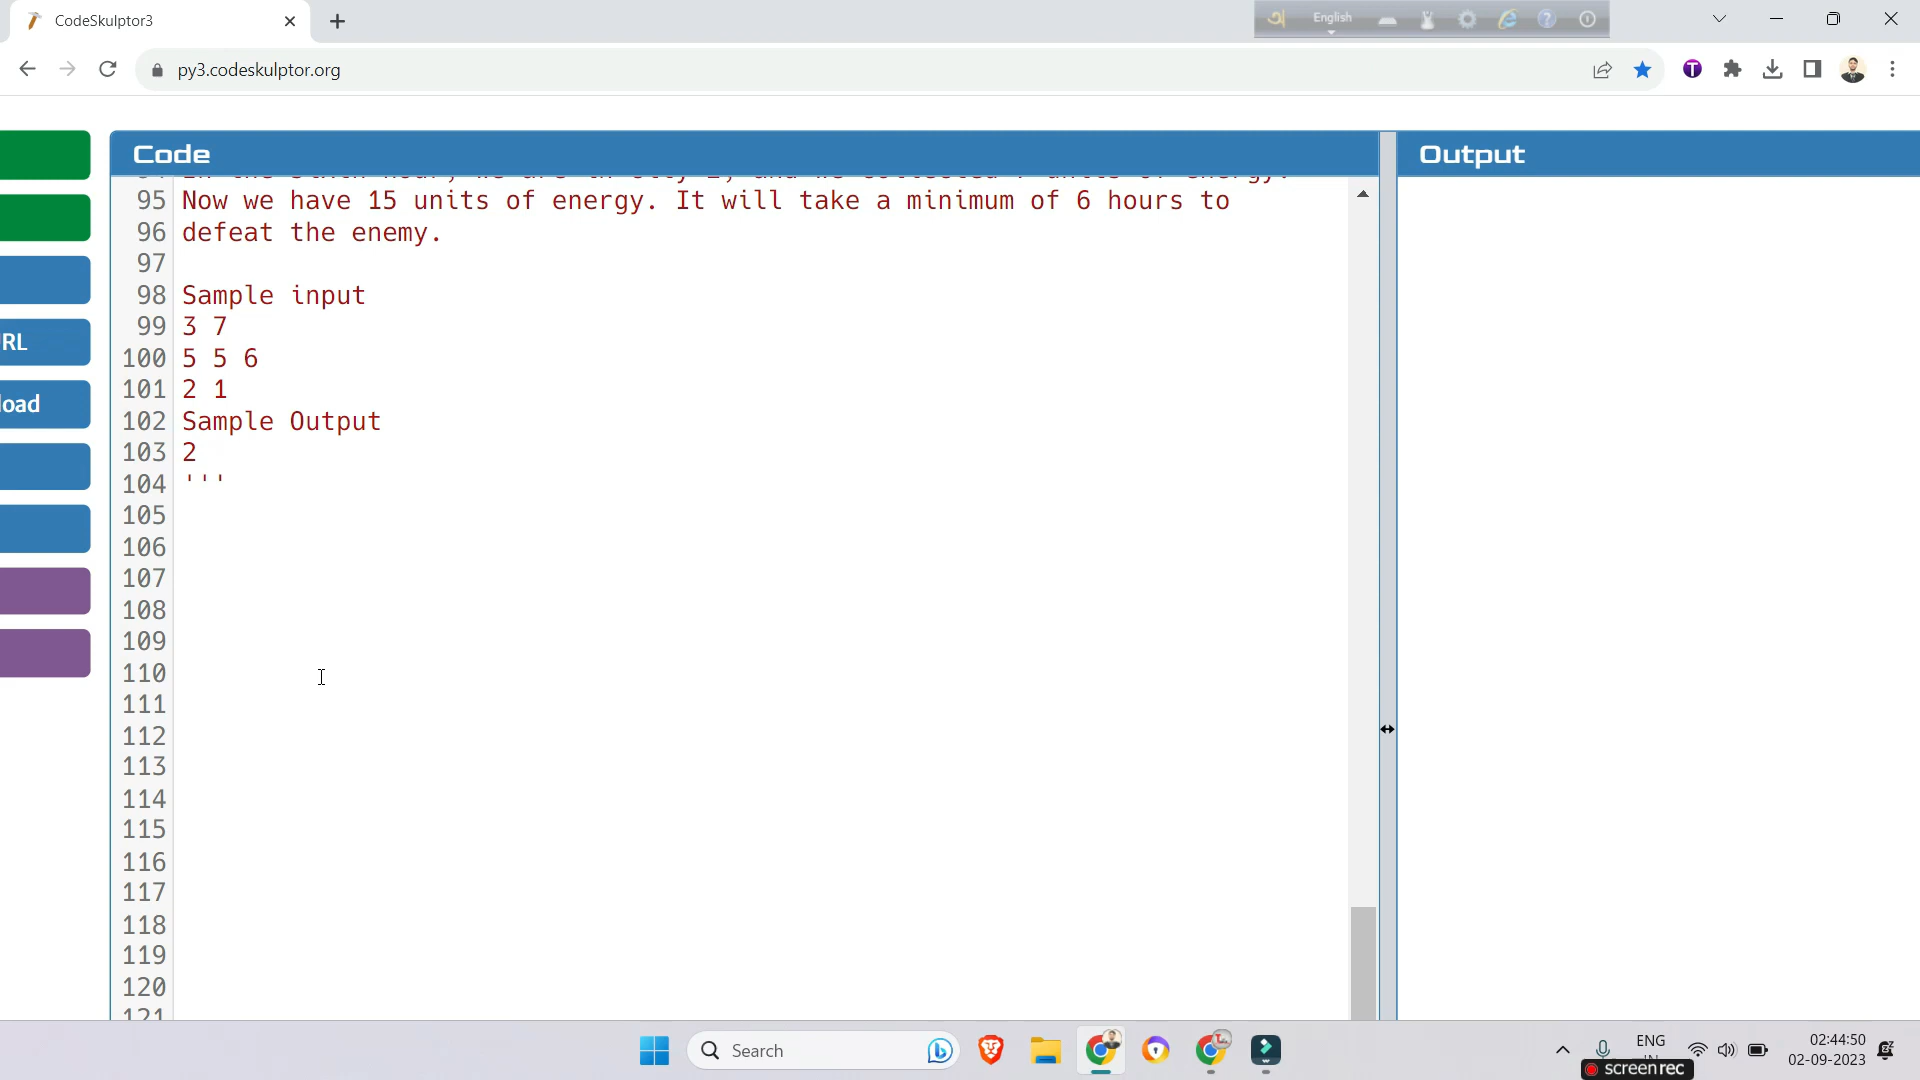 CodeSkulptor3
English
py3.codeskulptor.org
Code
Output
95 Now we have 15 units of energy. It will take a minimum of 6 hours to
96 defeat the enemy.
97
98 Sample input
99 3 7
100 5 5 6
101 2 1
102 Sample Output
103 2
104 '''
105
106
107
108
109
110
111
112
113
114
115
116
117
118
119
120
121
RL
load
Search
ENG
IN
02:44:50
02-09-2023
screenrec